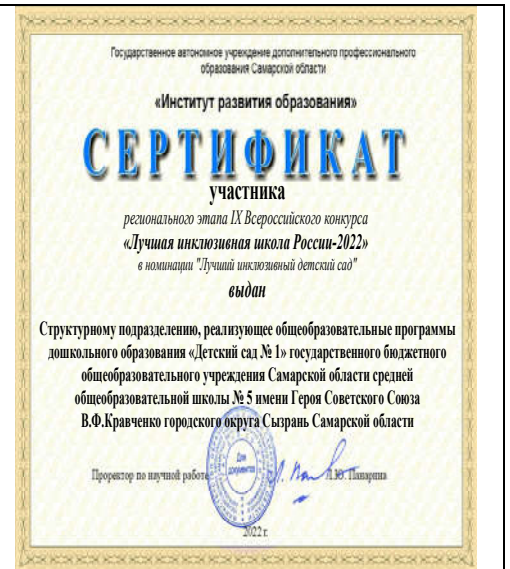 Государственное автономное учреждение дополнительного профессионального
образования Самарской области
«Институт развития образования»
СЕРТИФИКАТ
участника
регионального этапа IX Всероссийского конкурса
«Лучшая инклюзивная школа России-2022»
в номинации "Лучший инклюзивный детский сад"
выдан
Структурному подразделению, реализующее общеобразовательные программы
дошкольного образования «Детский сад № 1» государственного бюджетного
общеобразовательного учреждения Самарской области средней
общеобразовательной школы № 5 имени Героя Советского Союза
В.Ф.Кравченко городского округа Сызрань Самарской области
Для
документов
Проректор по научной работе Л.Ю. Панарина
2022 г.